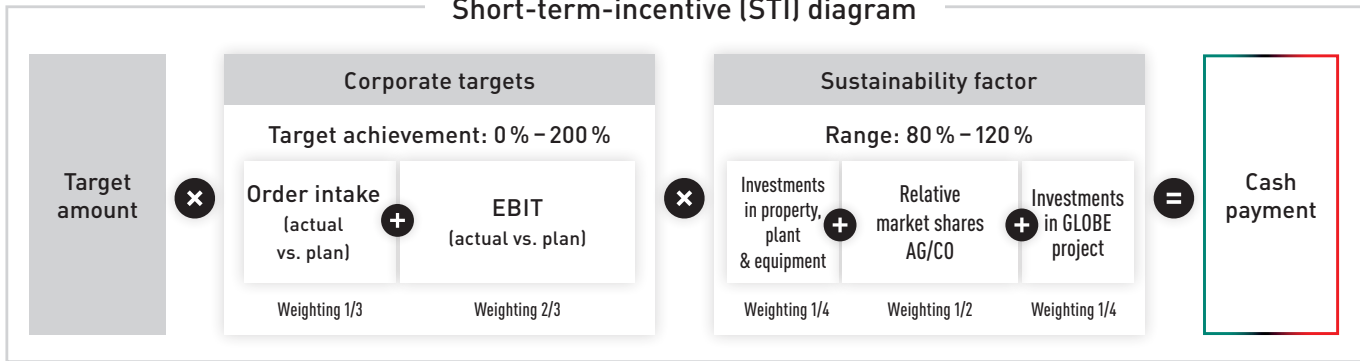 Short-term-incentive (STI) diagram
Target
amount
×
Corporate targets
Target achievement: 0 % – 200 %
Order intake
(actual
vs. plan)
+
EBIT
(actual vs. plan)
Weighting 1/3
Weighting 2/3
×
Sustainability factor
Range: 80 % – 120 %
Investments
in property,
plant
& equipment
+
Relative
market shares
AG/CO
+
Investments
in GLOBE
project
Weighting 1/4
Weighting 1/2
Weighting 1/4
=
Cash
payment